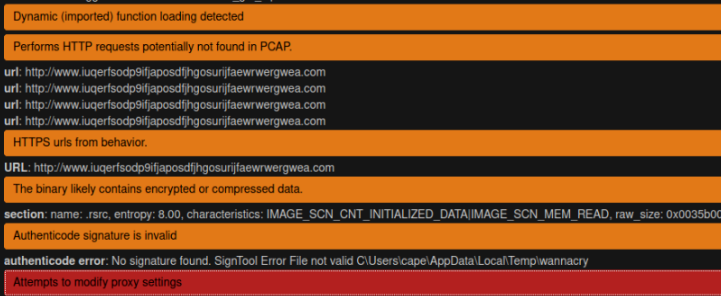 Dynamic (imported) function loading detected
Performs HTTP requests potentially not found in PCAP.
url: http://www.iuqerfsodp9ifjaposdfjhgosurijfaewrwergwea.com
url: http://www.iuqerfsodp9ifjaposdfjhgosurijfaewrwergwea.com
url: http://www.iuqerfsodp9ifjaposdfjhgosurijfaewrwergwea.com
url: http://www.iuqerfsodp9ifjaposdfjhgosurijfaewrwergwea.com
HTTPS urls from behavior.
URL: http://www.iuqerfsodp9ifjaposdfjhgosurijfaewrwergwea.com
The binary likely contains encrypted or compressed data.
section: name: .rsrc, entropy: 8.00, characteristics: IMAGE_SCN_CNT_INITIALIZED_DATA|IMAGE_SCN_MEM_READ, raw_size: 0x0035b00
Authenticode signature is invalid
authenticode error: No signature found. SignTool Error File not valid C\Users\cape\AppData\Local\Temp\wannacry
Attempts to modify proxy settings